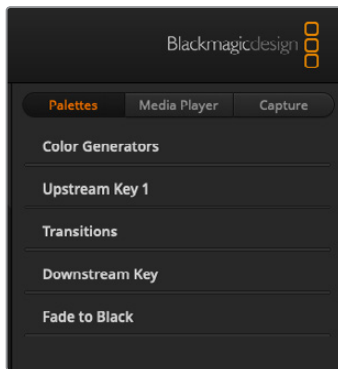 Blackmagicdesign
Palettes Media Player Capture
Color Generators
Upstream Key 1
Transitions
Downstream Key
Fade to Black